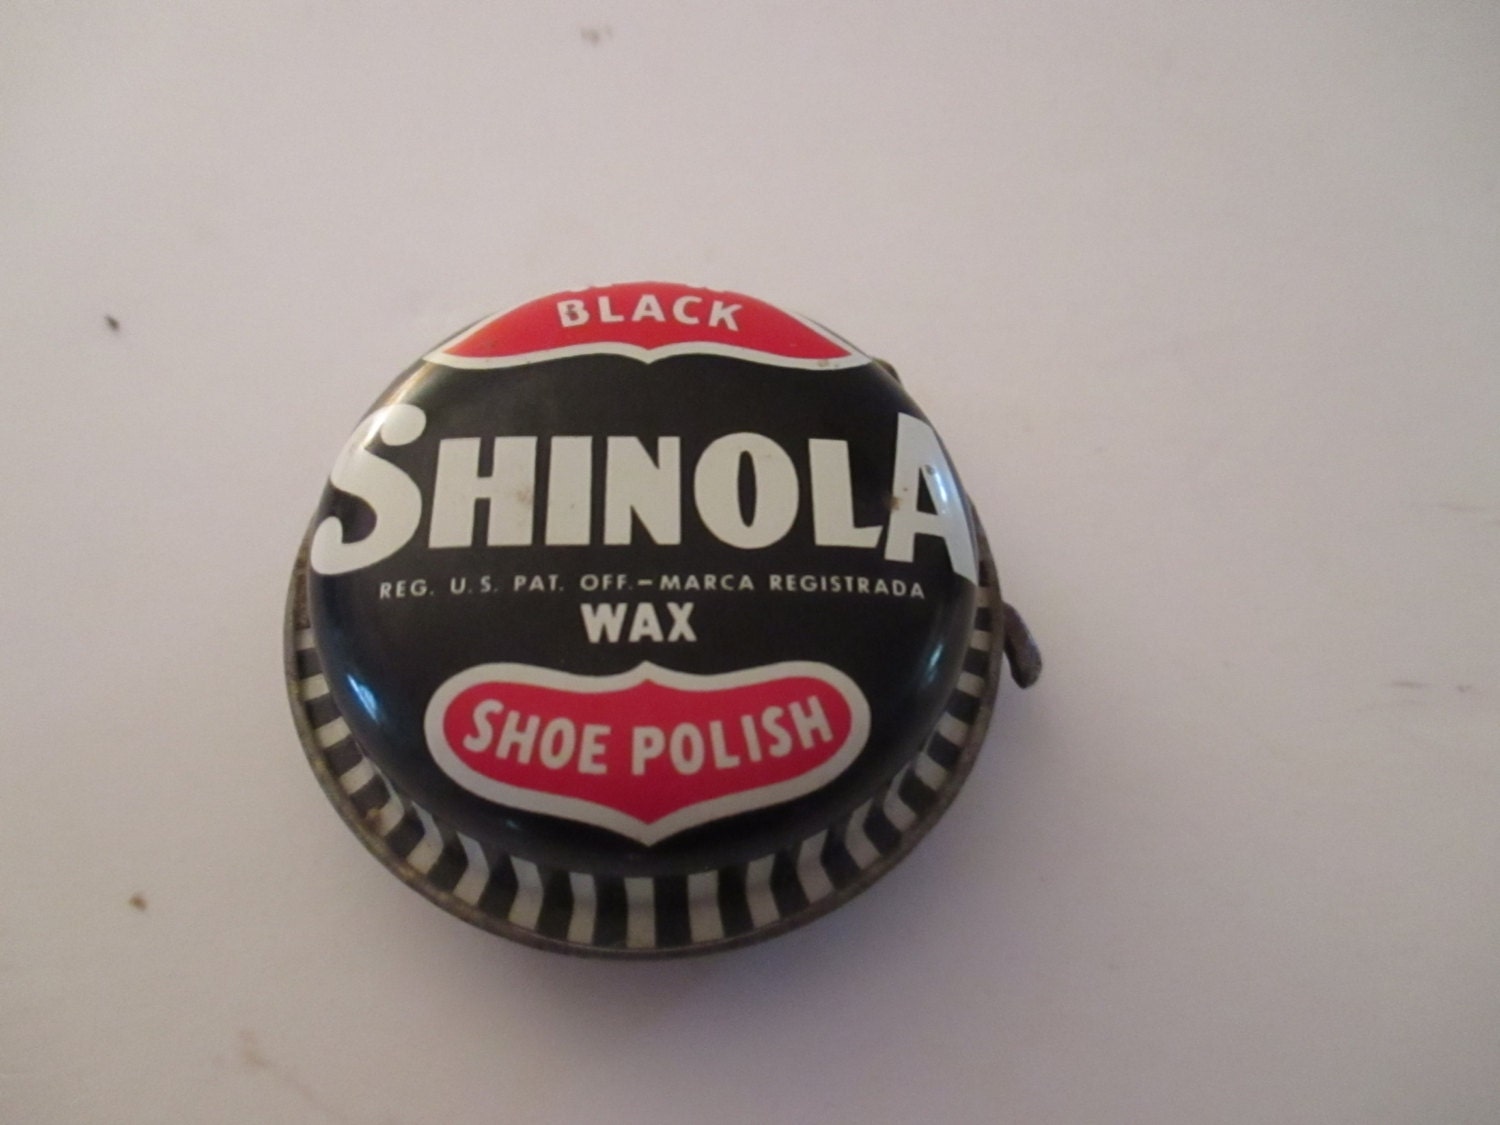 BLACK
SHINOLA
REG. U.S. PAT. OFF.–MARCA REGISTRADA
WAX
SHOE POLISH